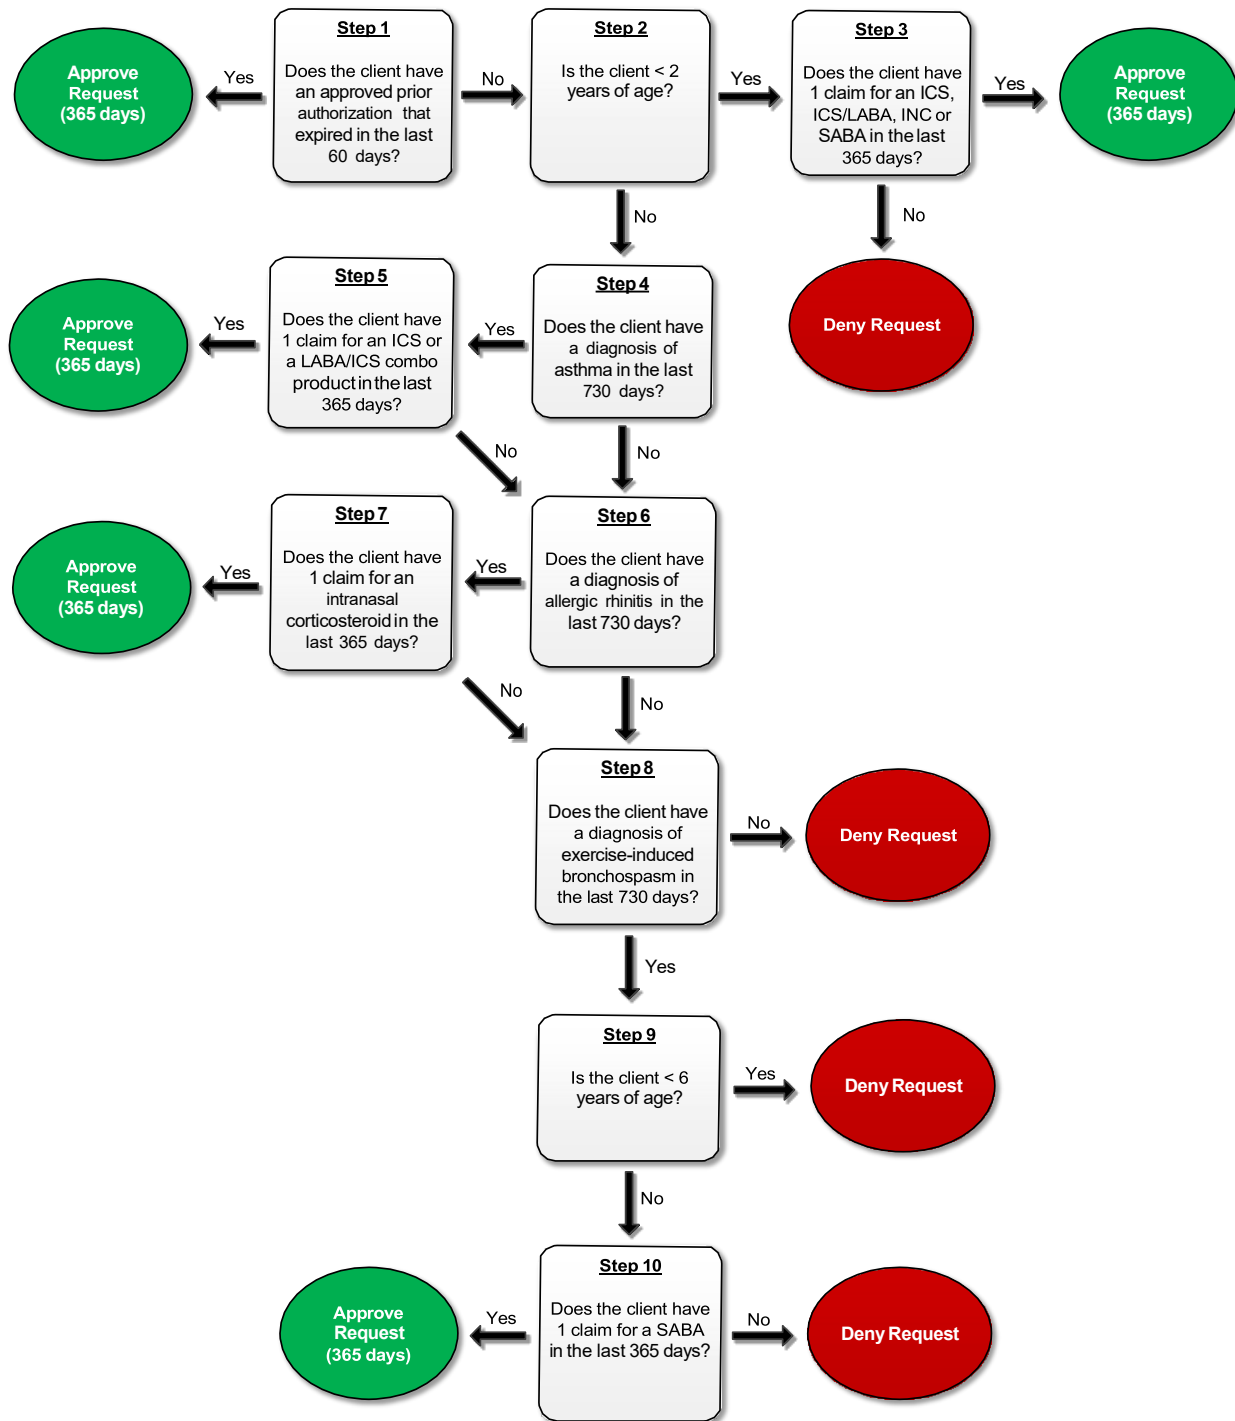 Approve
Request
(365 days)
Yes
Step 1
Does the client have
an approved prior
authorization that
expired in the last
60 days?
No
Step 2
Is the client < 2
years of age?
Yes
Step 3
Does the client have
1 claim for an ICS,
ICS/LABA, INC or
SABA in the last
365 days?
Yes
Approve
Request
(365 days)
No
No
Deny Request
Step 4
Does the client have
a diagnosis of
asthma in the last
730 days?
Yes
Step 5
Does the client have
1 claim for an ICS or
a LABA/ICS combo
product in the last
365 days?
Yes
Approve
Request
(365 days)
No
No
Step 6
Does the client have
a diagnosis of
allergic rhinitis in the
last 730 days?
Yes
Step 7
Does the client have
1 claim for an
intranasal
corticosteroid in the
last 365 days?
Yes
Approve
Request
(365 days)
No
No
Step 8
Does the client have
a diagnosis of
exercise-induced
bronchospasm in
the last 730 days?
No
Deny Request
Yes
Step 9
Is the client < 6
years of age?
Yes
Deny Request
No
Step 10
Does the client have
1 claim for a SABA
in the last 365 days?
Yes
Approve
Request
(365 days)
No
Deny Request